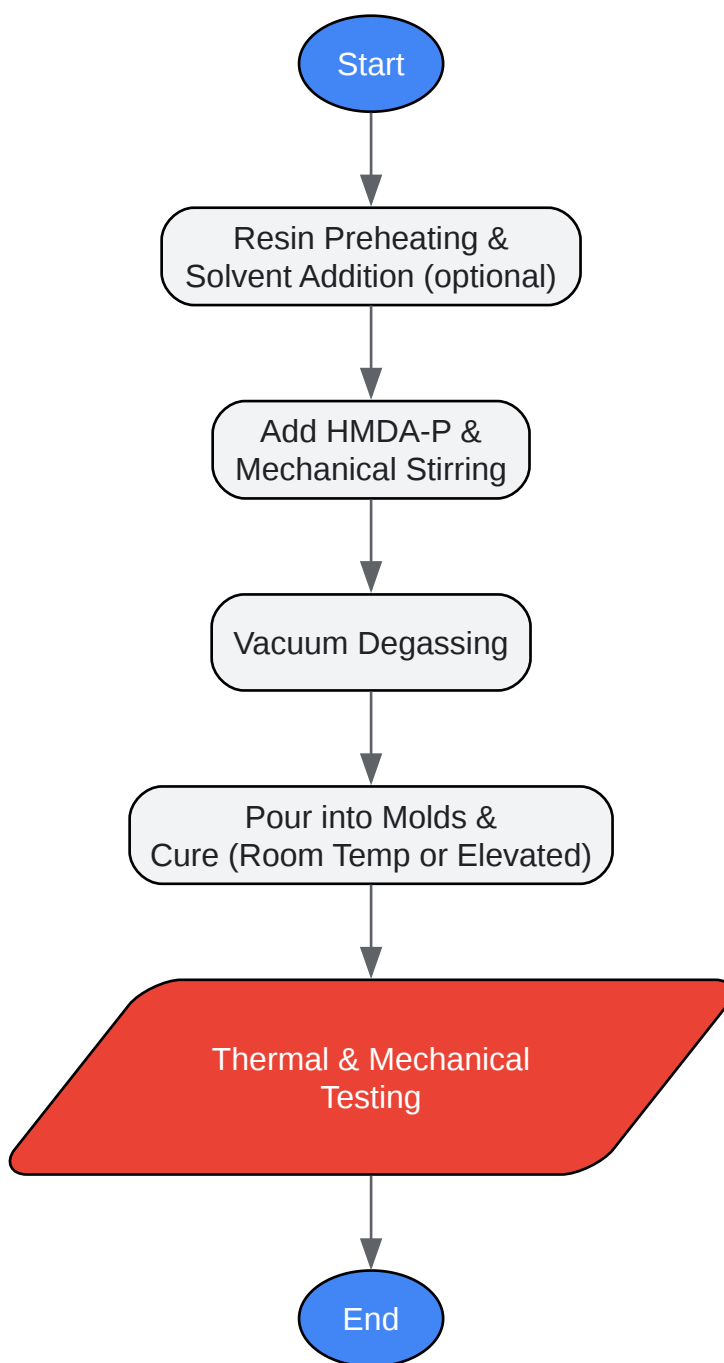 Start
Resin Preheating &
Solvent Addition (optional)
Add HMDA-P &
Mechanical Stirring
Vacuum Degassing
Pour into Molds &
Cure (Room Temp or Elevated)
Thermal & Mechanical
Testing
End